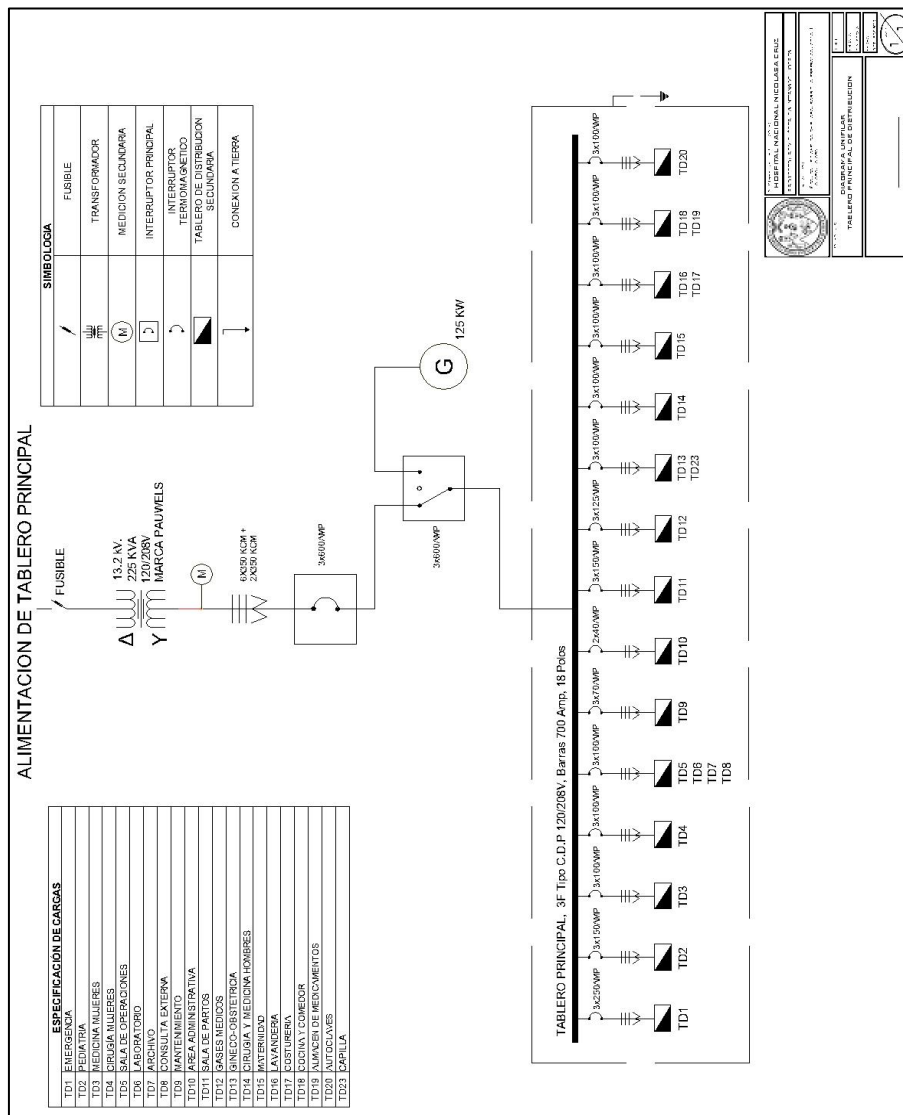 ALIMENTACION DE TABLERO PRINCIPAL
ESPECIFICACIÓN DE CARGAS
TD1 EMERGENCIA
TD2 PEDIATRIA
TD3 MEDICINA MUJERES
TD4 CIRUGIA MUJERES
TD5 SALA DE OPERACIONES
TD6 LABORATORIO
TD7 ARCHIVO
TD8 CONSULTA EXTERNA
TD9 MANTENIMIENTO
TD10 AREA ADMINISTRATIVA
TD11 SALA DE PARTOS
TD12 GASES MEDICOS
TD13 GINECO-OBSTETRICIA
TD14 CIRUGIA Y MEDICINA HOMBRES
TD15 MATERNIDAD
TD16 LAVANDERIA
TD17 COSTURERIA
TD18 COCINA Y COMEDOR
TD19 ALMACEN DE MEDICAMENTOS
TD20 AUTOCLAVES
TD23 CAPILLA
FUSIBLE
Δ
Y
13.2 kV.
225 KVA
120/208V
MARCA PAUWELS
M
6X350 KCM +
2X350 KCM
3x600AMP
3x600AMP
G
125 KW
SIMBOLOGIA
FUSIBLE
TRANSFORMADOR
M MEDICION SECUNDARIA
INTERRUPTOR PRINCIPAL
INTERRUPTOR TERMOMAGNETICO
TABLERO DE DISTRIBUCION SECUNDARIA
CONEXION A TIERRA
TABLERO PRINCIPAL, 3F Tipo C.D.P 120/208V, Barras 700 Amp, 18 Polos
3x250AMP
TD1
3x150AMP
TD2
3x100AMP
TD3
3x100AMP
TD4
3x100AMP
TD5
TD6
TD7
TD8
3x70AMP
TD9
2x40AMP
TD10
3x150AMP
TD11
3x125AMP
TD12
3x100AMP
TD13
TD23
3x100AMP
TD14
3x100AMP
TD15
3x100AMP
TD16
TD17
3x100AMP
TD18
TD19
3x100AMP
TD20
HOSPITAL NACIONAL NICOLASA CRUZ
DIAGRAMA UNIFILAR
TABLERO PRINCIPAL DE DISTRIBUCION
1
1